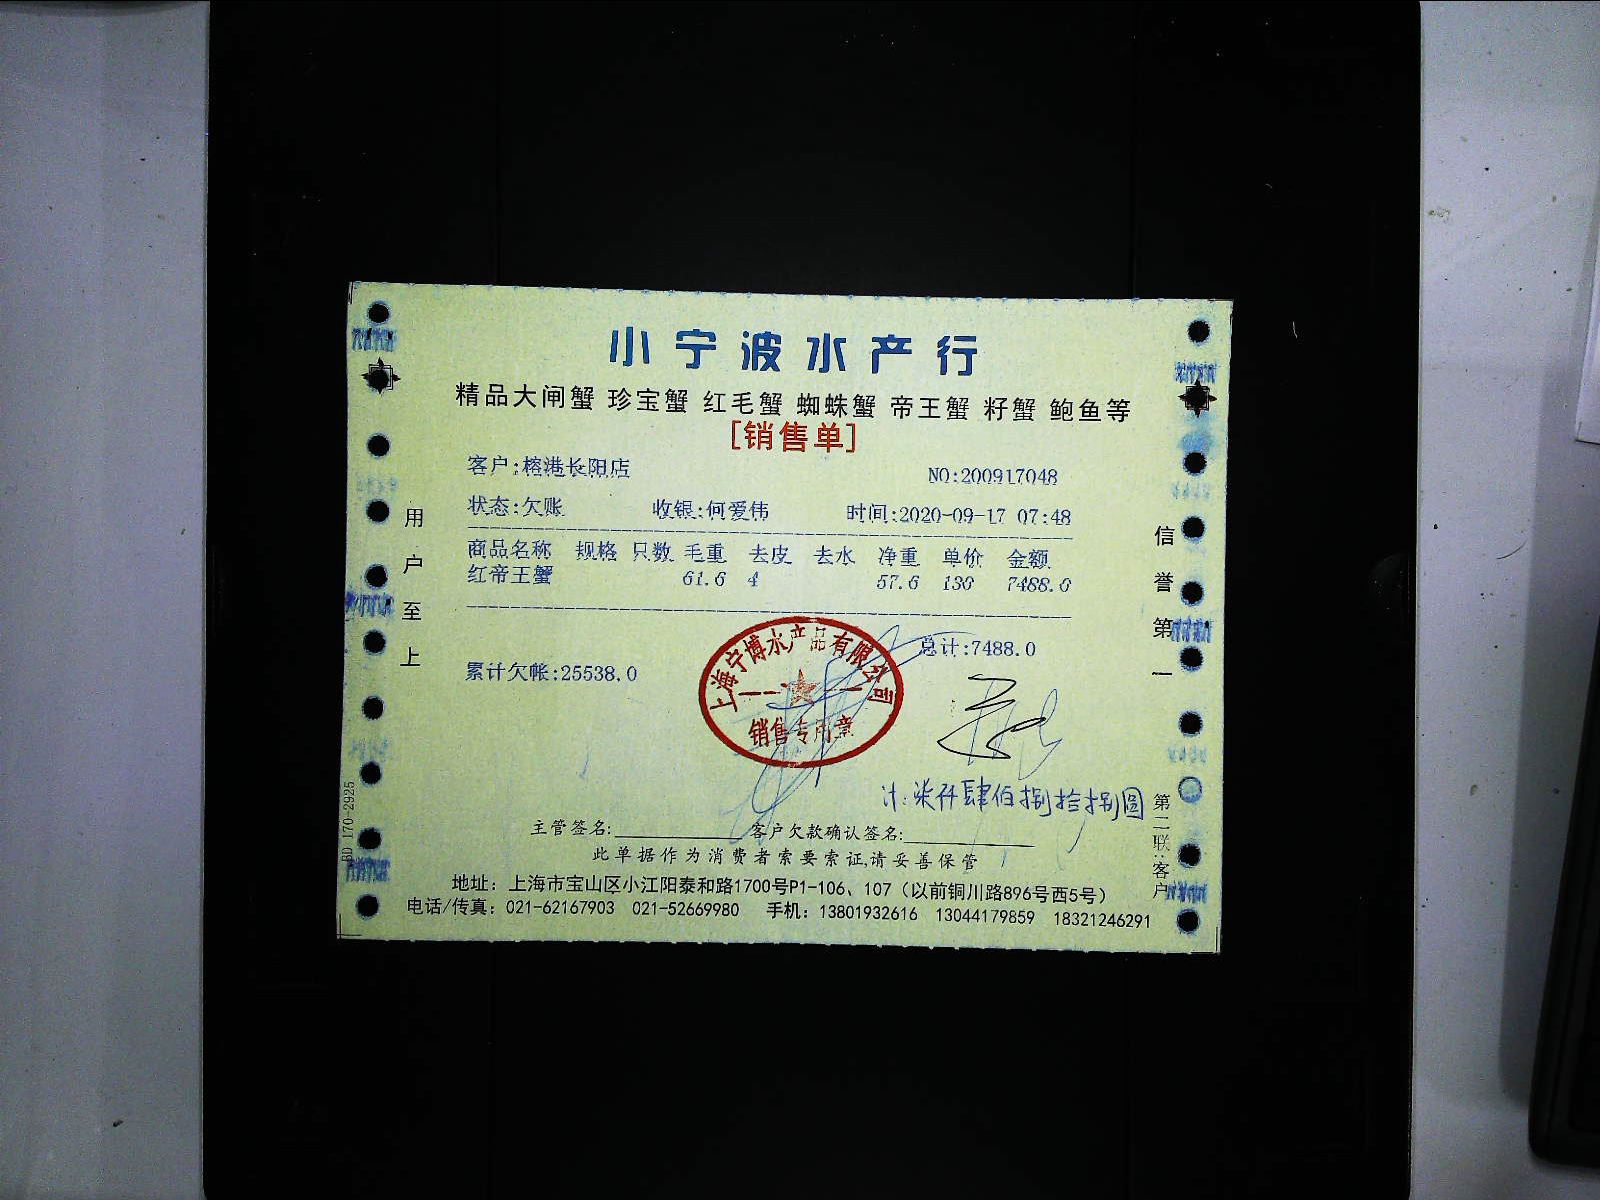 小宁波水产行
精品大闸蟹 珍宝蟹 红毛蟹 蜘蛛蟹 帝王蟹 籽蟹 鲍鱼等
[销售单]
客户:榕港长阳店 NO:200917048
状态:欠账 收银:何爱伟 时间:2020-09-17 07:48
商品名称 规格 只数 毛重 去皮 去水 净重 单价 金额
红帝王蟹 61.6 4 57.6 130 7488.0
总计:7488.0
累计欠帐:25538.0
上海宁博水产品有限公司
销售专用章
计:柒仟肆佰捌拾捌圆
主管签名: 客户欠款确认签名:
此单据作为消费者索要索证,请妥善保管
地址：上海市宝山区小江阳泰和路1700号P1-106、107（以前铜川路896号西5号）
电话/传真：021-62167903 021-52669980 手机：13801932616 13044179859 18321246291
用户至上
信誉第一
第二联:客户
BD 170-2925